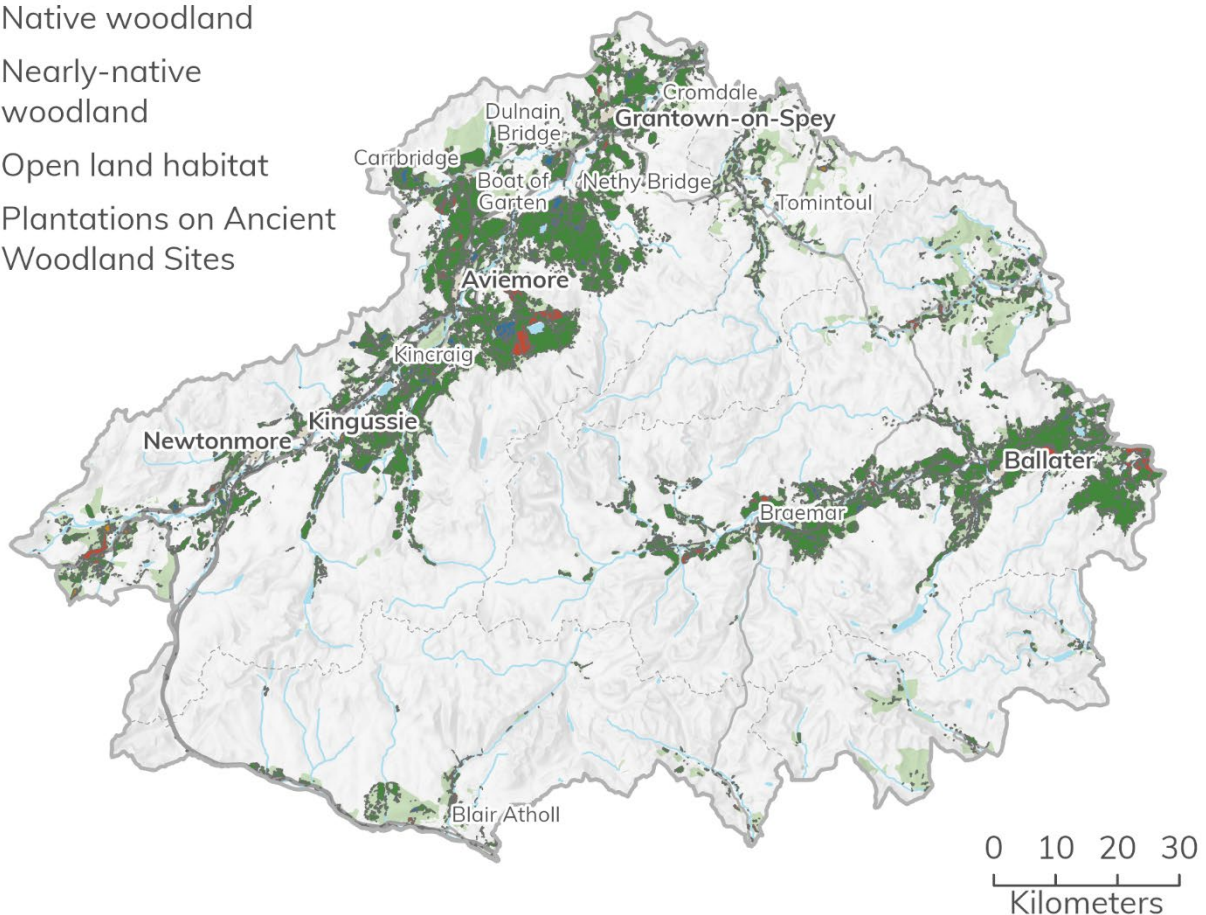 Native woodland
Nearly-native
woodland
Open land habitat
Plantations on Ancient
Woodland Sites
Cromdale
Dulnain
Bridge
Grantown-on-Spey
Carrbridge
Boat of
Garten
Nethy Bridge
Tomintoul
Aviemore
Kincraig
Kingussie
Newtonmore
Ballater
Braemar
Blair Atholl
0 10 20 30
Kilometers